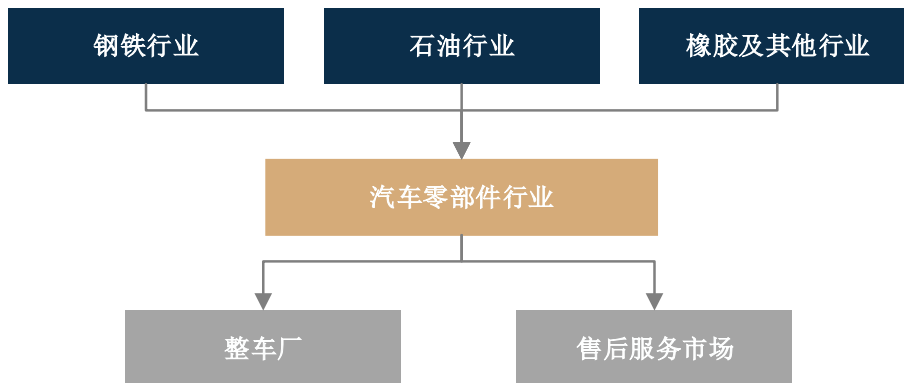 钢铁行业
石油行业
橡胶及其他行业
汽车零部件行业
整车厂
售后服务市场